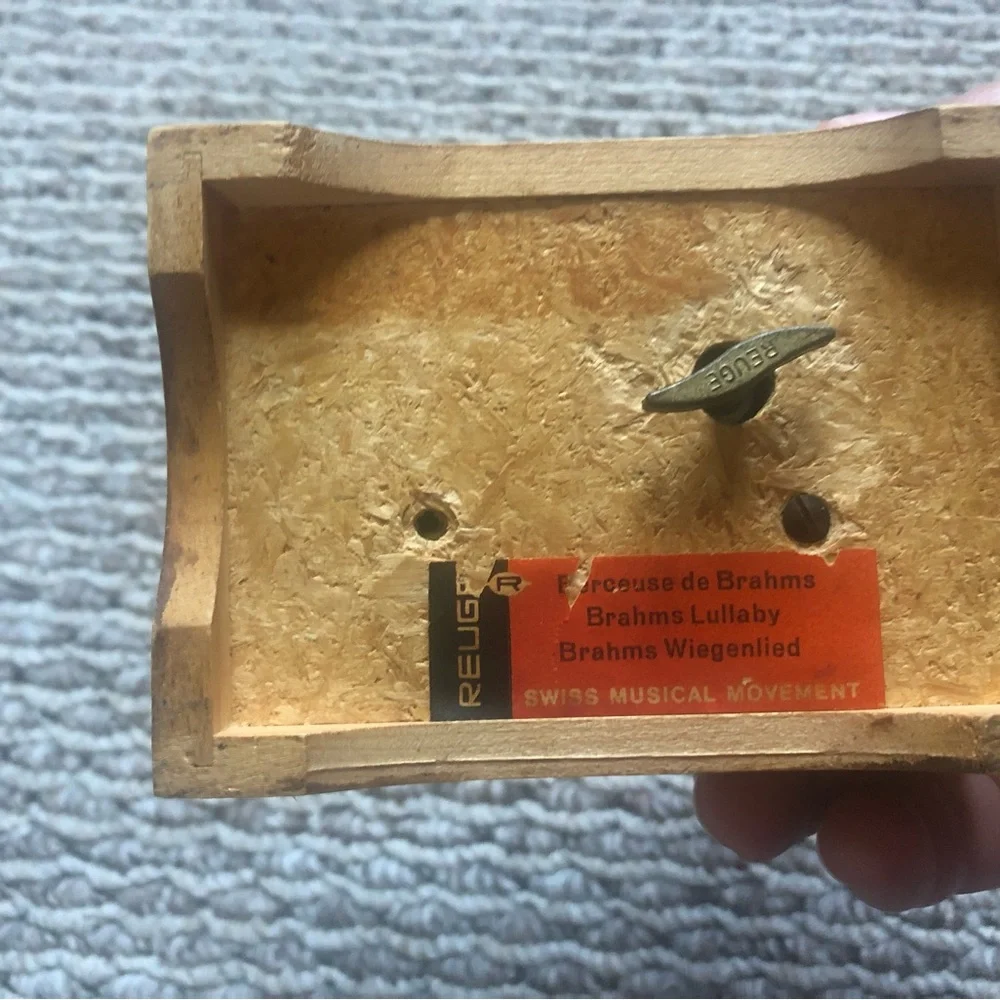 REUGE
REUGE
R
Berceuse de Brahms
Brahms Lullaby
Brahms Wiegenlied
SWISS MUSICAL MOVEMENT